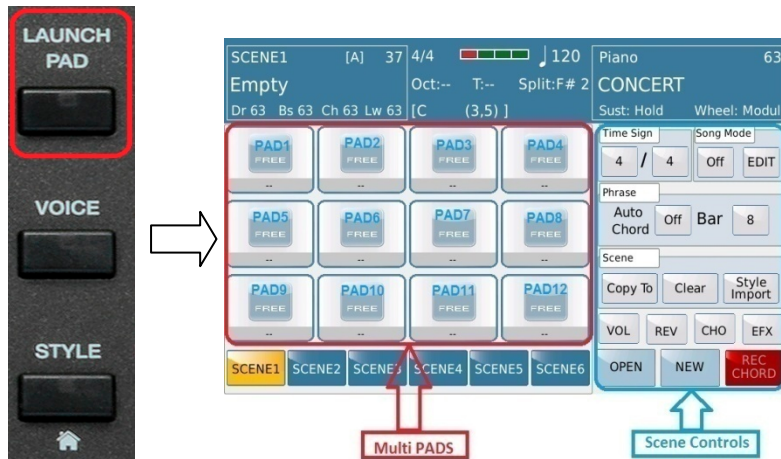 LAUNCH
PAD
VOICE
STYLE
SCENE1 [A] 37 4/4 120 Piano 63
Empty Oct:-- T:-- Split:F# 2 CONCERT
Dr 63 Bs 63 Ch 63 Lw 63 [C (3,5) ] Sust: Hold Wheel: Modul
PAD1 PAD2 PAD3 PAD4
FREE FREE FREE FREE
-- -- -- --
PAD5 PAD6 PAD7 PAD8
FREE FREE FREE FREE
-- -- -- --
PAD9 PAD10 PAD11 PAD12
FREE FREE FREE FREE
-- -- -- --
SCENE1 SCENE2 SCENE3 SCENE4 SCENE5 SCENE6
Time Sign Song Mode
4 / 4 Off EDIT
Phrase
Auto
Chord Off Bar 8
Scene
Copy To Clear Style
Import
VOL REV CHO EFX
OPEN NEW REC
CHORD
Multi PADS
Scene Controls